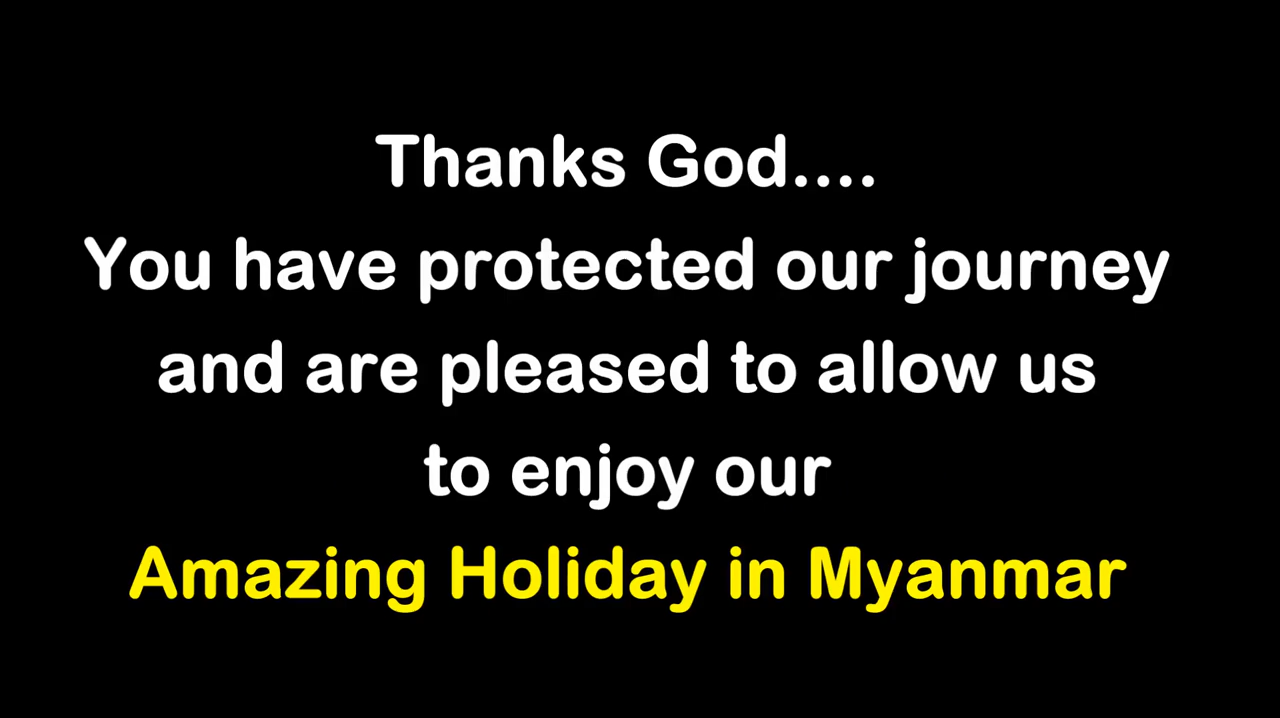 Thanks God....
You have protected our journey
and are pleased to allow us
to enjoy our
Amazing Holiday in Myanmar